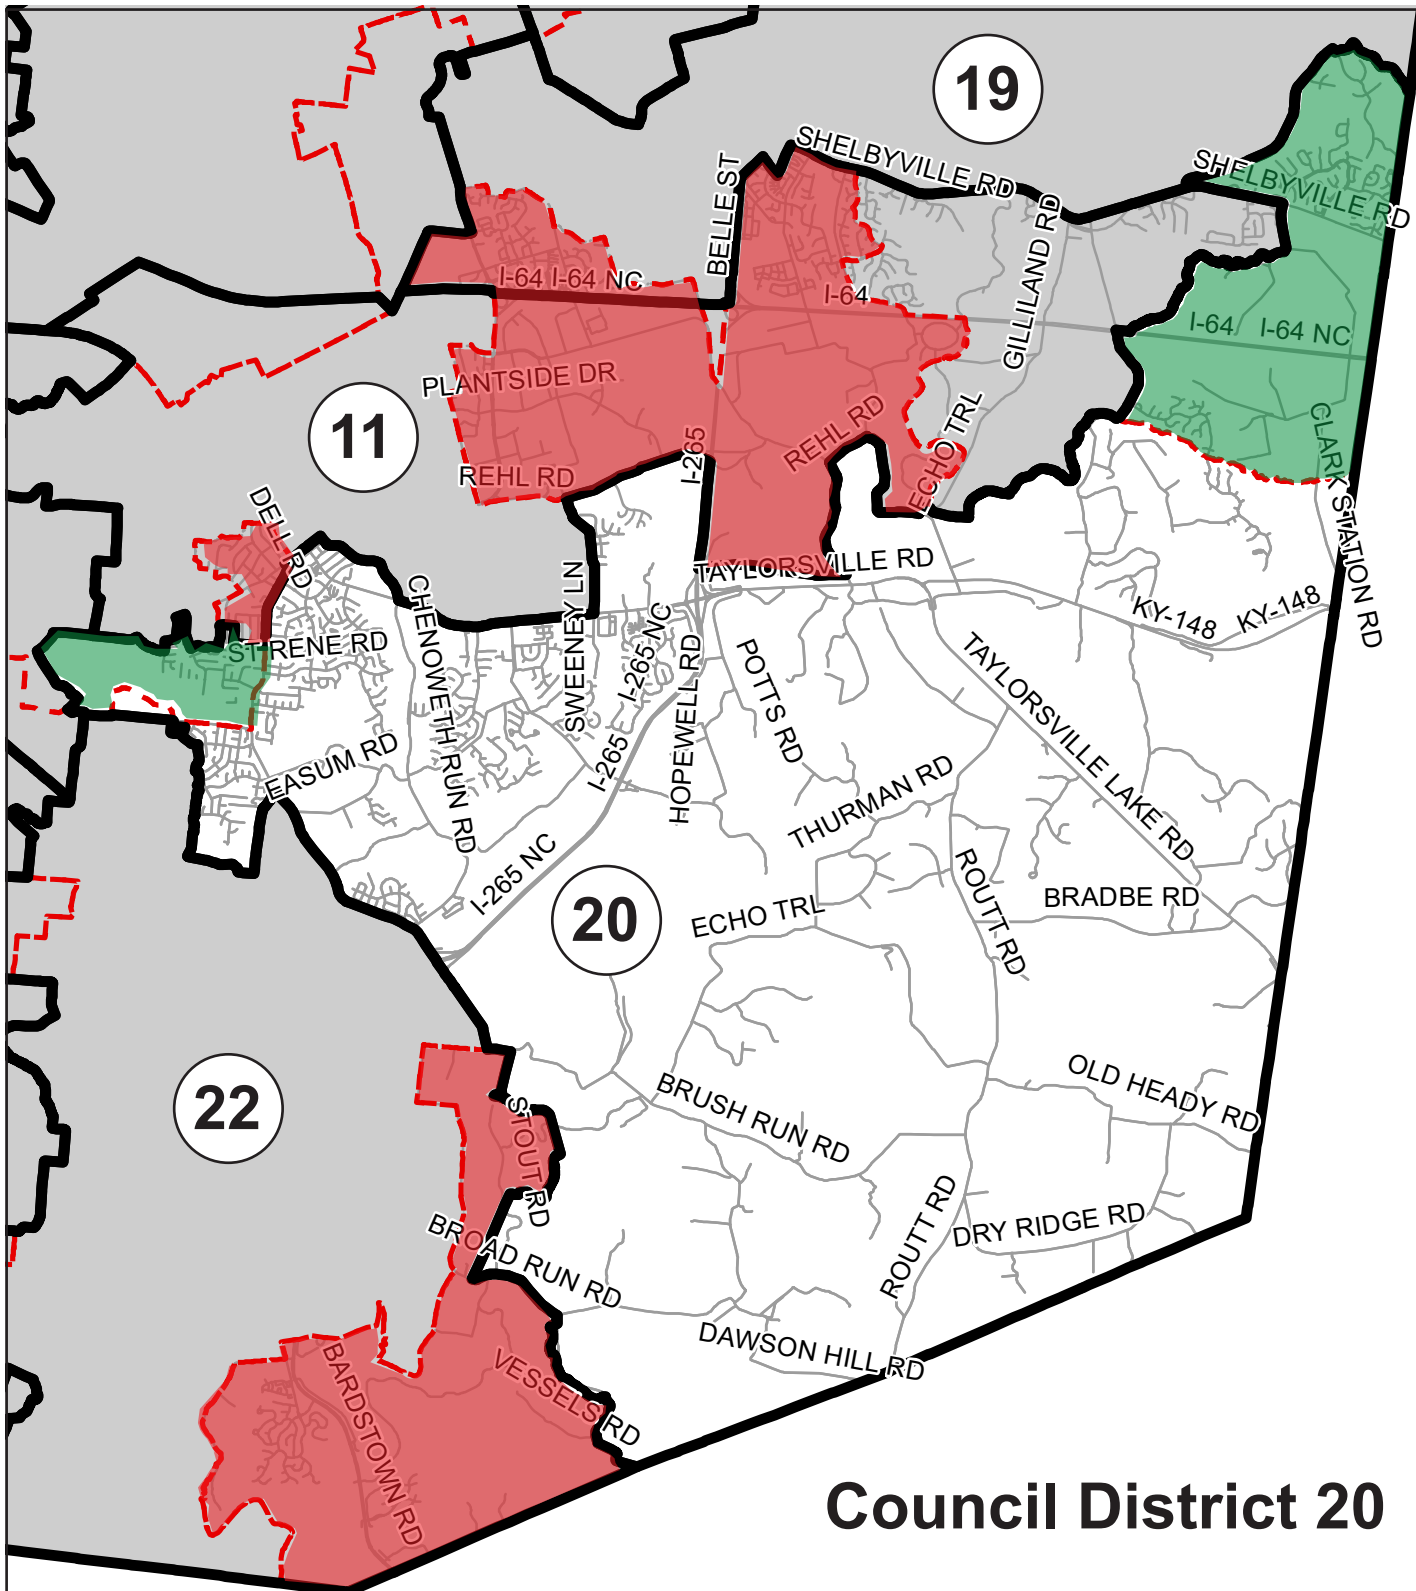 19
SHELBYVILLE RD
SHELBYVILLE RD
BELLE ST
GILLILAND RD
I-64 I-64 NC
I-64
I-64
I-64 NC
PLANTSIDE DR
11
REHL RD
ECHO TRL
CLARK STATION RD
I-265
REHL RD
DELL RD
TAYLORSVILLE RD
CHENOWETH RUN RD
SWEENEY LN
I-265 NC
KY-148
KY-148
ST RENE RD
HOPEWELL RD
POTTS RD
TAYLORSVILLE LAKE RD
EASUM RD
I-265
THURMAN RD
I-265 NC
ROUTT RD
BRADBE RD
20
ECHO TRL
22
OLD HEADY RD
BRUSH RUN RD
STOUT RD
ROUTT RD
DRY RIDGE RD
BROAD RUN RD
DAWSON HILL RD
BARDSTOWN RD
VESSELS RD
Council District 20